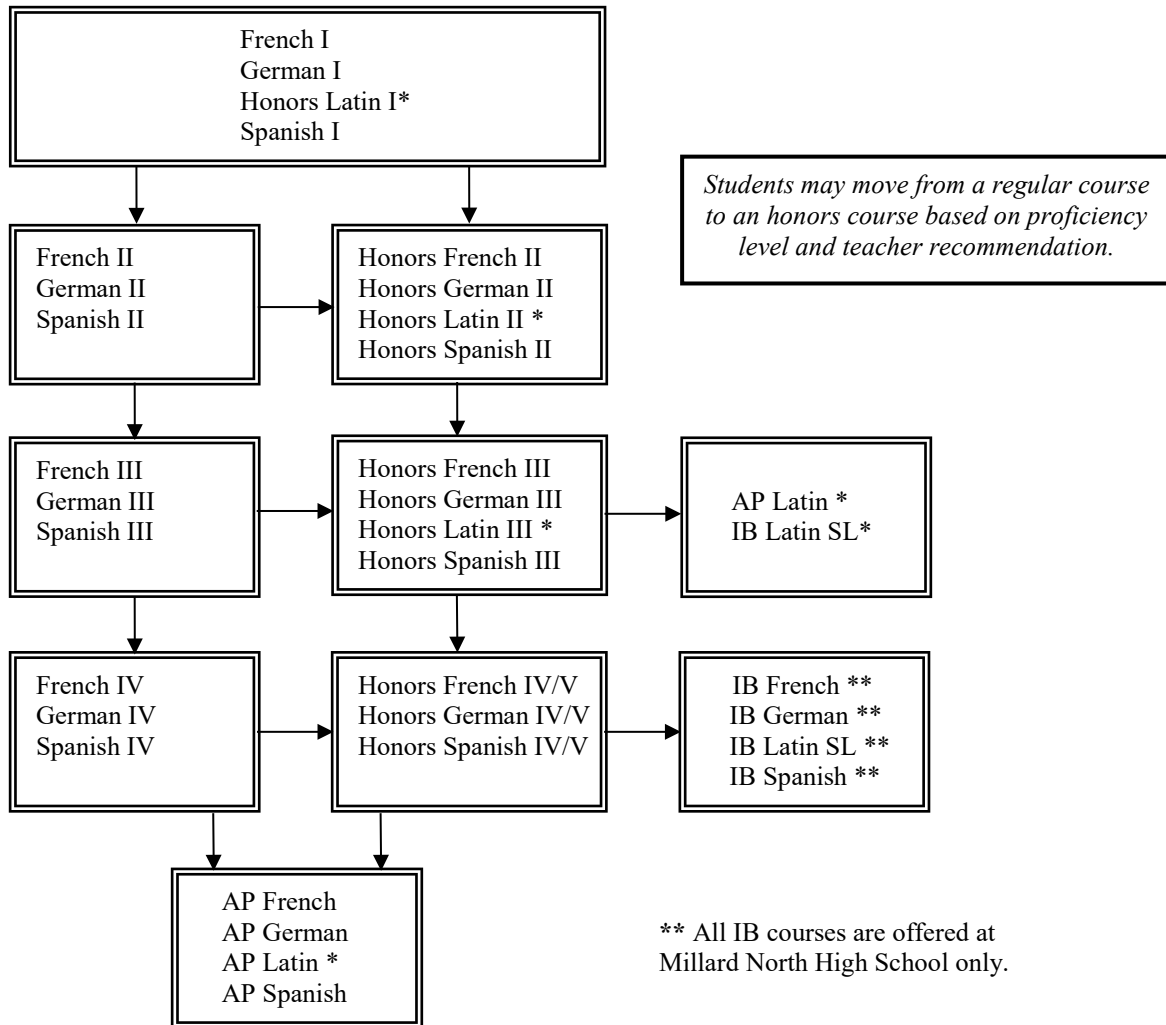 French I
German I
Honors Latin I*
Spanish I
Students may move from a regular course
to an honors course based on proficiency
level and teacher recommendation.
French II
German II
Spanish II
Honors French II
Honors German II
Honors Latin II *
Honors Spanish II
French III
German III
Spanish III
Honors French III
Honors German III
Honors Latin III *
Honors Spanish III
AP Latin *
IB Latin SL*
French IV
German IV
Spanish IV
Honors French IV/V
Honors German IV/V
Honors Spanish IV/V
IB French **
IB German **
IB Latin SL **
IB Spanish **
AP French
AP German
AP Latin *
AP Spanish
** All IB courses are offered at
Millard North High School only.